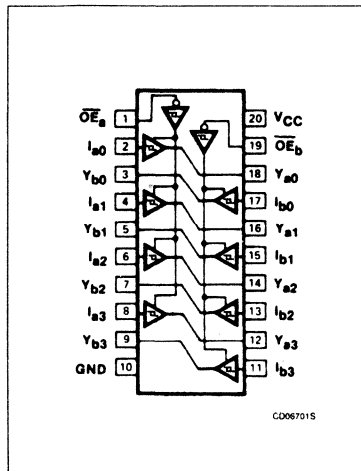 OEa 1 20 VCC
Ia0 2 19 OEb
Yb0 3 18 Ya0
Ia1 4 17 Ib0
Yb1 5 16 Ya1
Ia2 6 15 Ib1
Yb2 7 14 Ya2
Ia3 8 13 Ib2
Yb3 9 12 Ya3
GND 10 11 Ib3
CD06701S